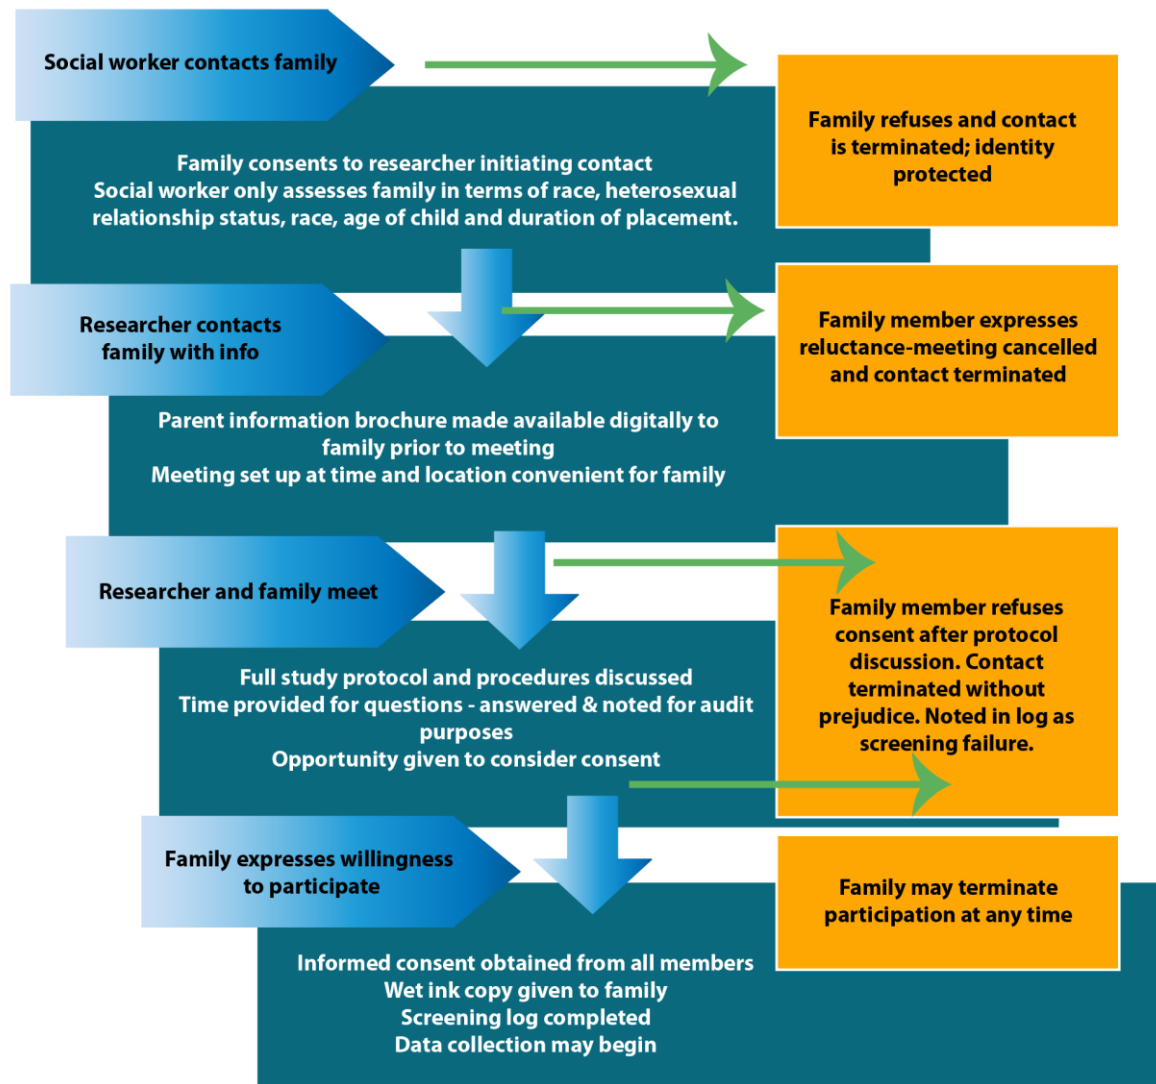 Social worker contacts family
Family refuses and contact
is terminated; identity
protected
Family consents to researcher initiating contact
Social worker only assesses family in terms of race, heterosexual
relationship status, race, age of child and duration of placement.
Researcher contacts
family with info
Family member expresses
reluctance-meeting cancelled
and contact terminated
Parent information brochure made available digitally to
family prior to meeting
Meeting set up at time and location convenient for family
Researcher and family meet
Family member refuses
consent after protocol
discussion. Contact
terminated without
prejudice. Noted in log as
screening failure.
Full study protocol and procedures discussed
Time provided for questions - answered & noted for audit
purposes
Opportunity given to consider consent
Family expresses willingness
to participate
Family may terminate
participation at any time
Informed consent obtained from all members
Wet ink copy given to family
Screening log completed
Data collection may begin